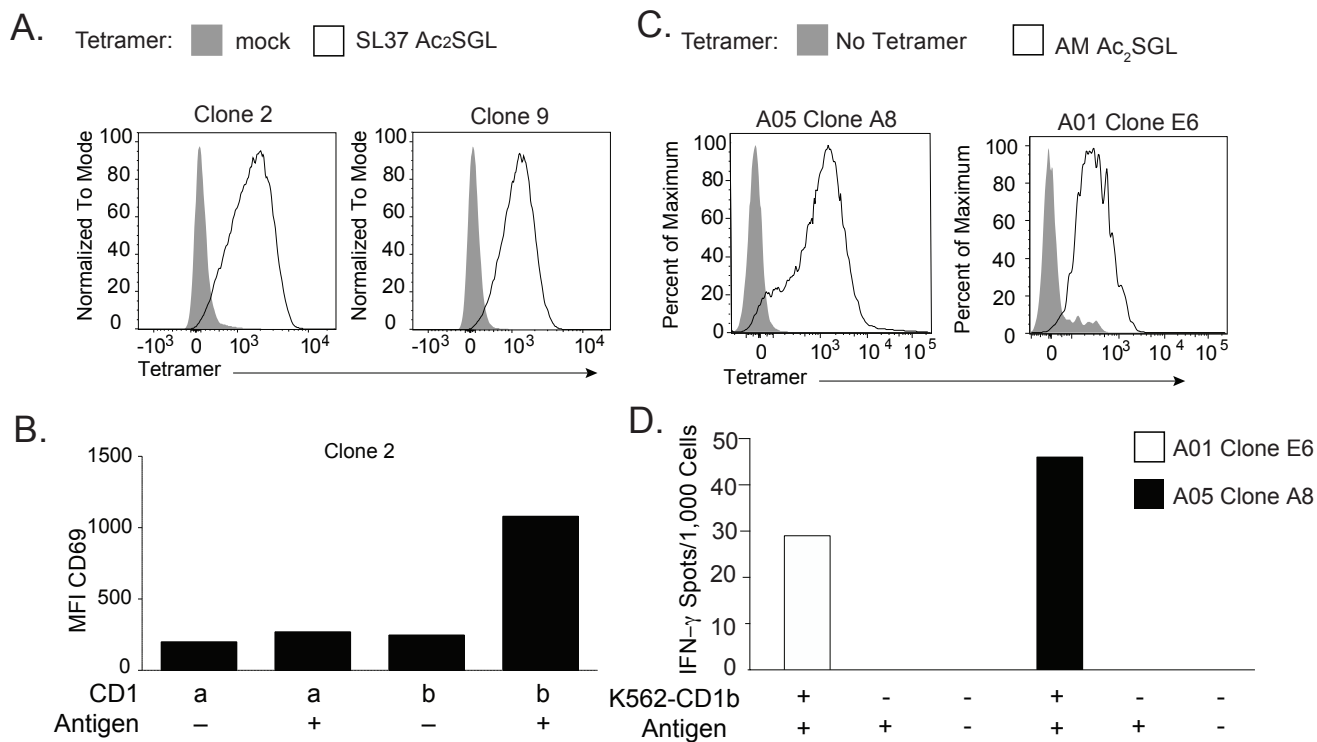 A.
Tetramer: mock SL37 Ac₂SGL
Clone 2
Normalized To Mode
100
80
60
40
20
0
-10³ 0 10³ 10⁴
Tetramer
Clone 9
Normalized To Mode
100
80
60
40
20
0
-10³ 0 10³ 10⁴
B.
Clone 2
MFI CD69
1500
1000
500
0
CD1 a a b b
Antigen – + – +
C.
Tetramer: No Tetramer AM Ac₂SGL
A05 Clone A8
Percent of Maximum
100
80
60
40
20
0
0 10³ 10⁴ 10⁵
Tetramer
A01 Clone E6
Percent of Maximum
100
80
60
40
20
0
0 10³ 10⁴ 10⁵
D.
IFN–γ Spots/1,000 Cells
50
40
30
20
10
0
A01 Clone E6
A05 Clone A8
K562-CD1b + - - + - -
Antigen + + - + + -